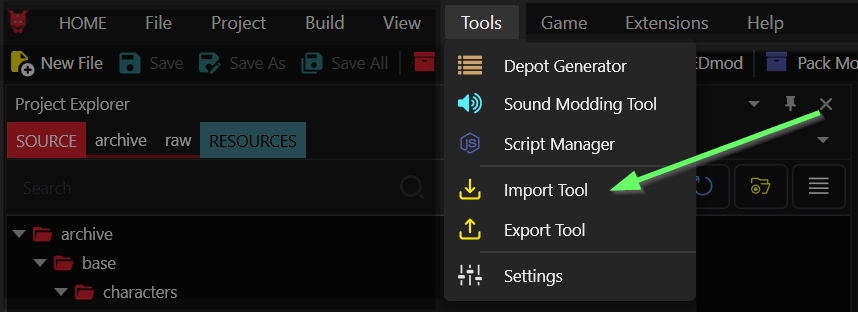 HOME File Project Build View Tools Game Extensions Help
New File Save Save As Save All EDmod Pack Mo
Depot Generator
Project Explorer
Sound Modding Tool
SOURCE archive raw RESOURCES
Script Manager
Search
Import Tool
archive
Export Tool
base
Settings
characters